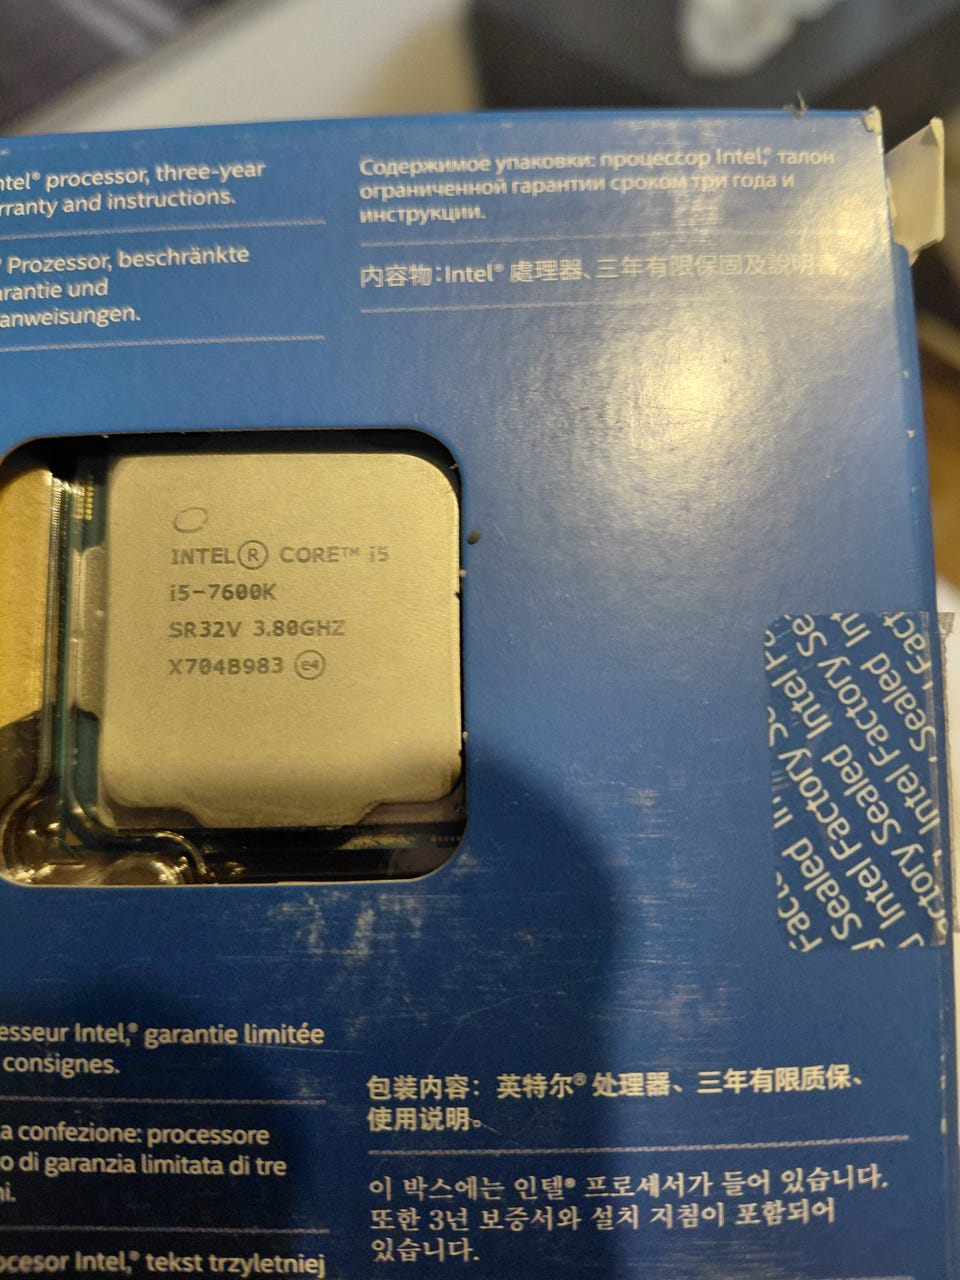 ntel® processor, three-year
rranty and instructions.
® Prozessor, beschränkte
arantie und
anweisungen.
Содержимое упаковки: процессор Intel,® талон
ограниченной гарантии сроком три года и
инструкции.
内容物：Intel® 處理器、三年有限保固及說明書。
INTEL® CORE™ i5
i5-7600K
SR32V 3.80GHZ
X704B983 e4
Intel Factory Sealed
esseur Intel,® garantie limitée
consignes.
a confezione: processore
o di garanzia limitata di tre
ni.
ocesor Intel,® tekst trzyletniej
包装内容：英特尔® 处理器、三年有限质保、
使用说明。
이 박스에는 인텔® 프로세서가 들어 있습니다.
또한 3년 보증서와 설치 지침이 포함되어
있습니다.